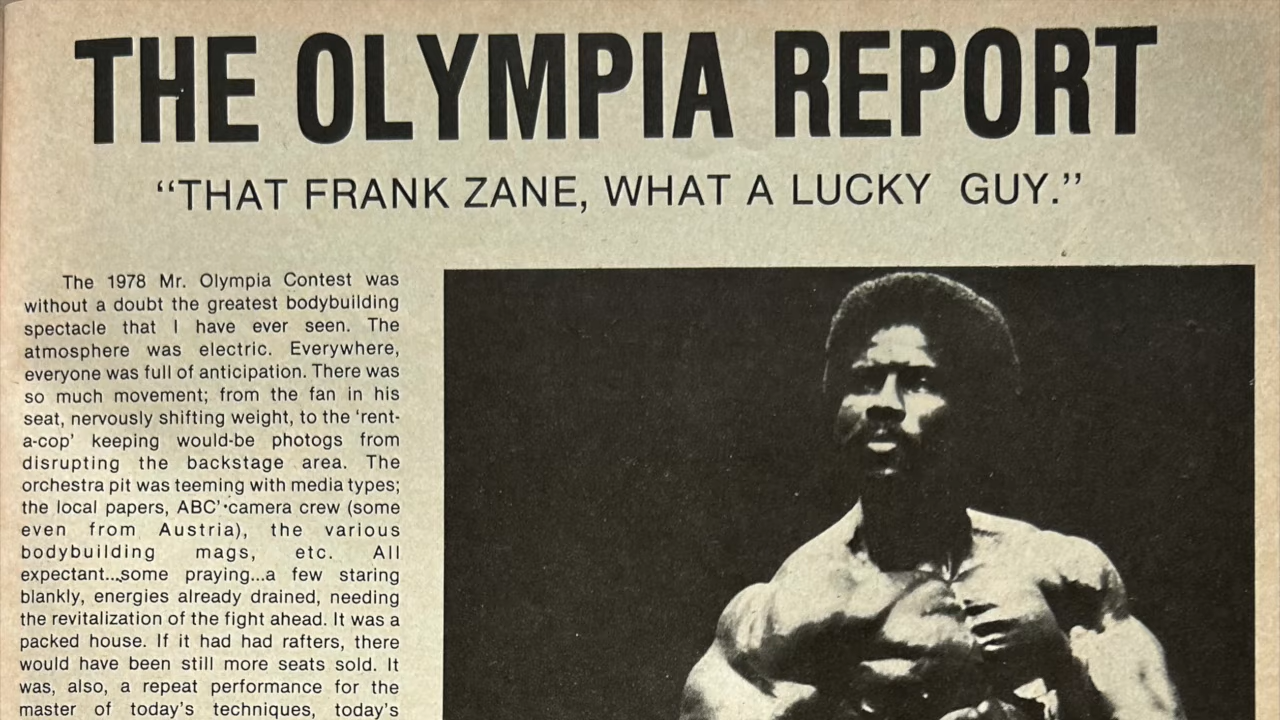 THE OLYMPIA REPORT
“THAT FRANK ZANE, WHAT A LUCKY GUY.”
The 1978 Mr. Olympia Contest was
without a doubt the greatest bodybuilding
spectacle that I have ever seen. The
atmosphere was electric. Everywhere,
everyone was full of anticipation. There was
so much movement; from the fan in his
seat, nervously shifting weight, to the ‘rent-
a-cop’ keeping would-be photogs from
disrupting the backstage area. The
orchestra pit was teeming with media types;
the local papers, ABC’ camera crew (some
even from Austria), the various
bodybuilding mags, etc. All
expectant...some praying...a few staring
blankly, energies already drained, needing
the revitalization of the fight ahead. It was a
packed house. If it had had rafters, there
would have been still more seats sold. It
was, also, a repeat performance for the
master of today’s techniques, today’s